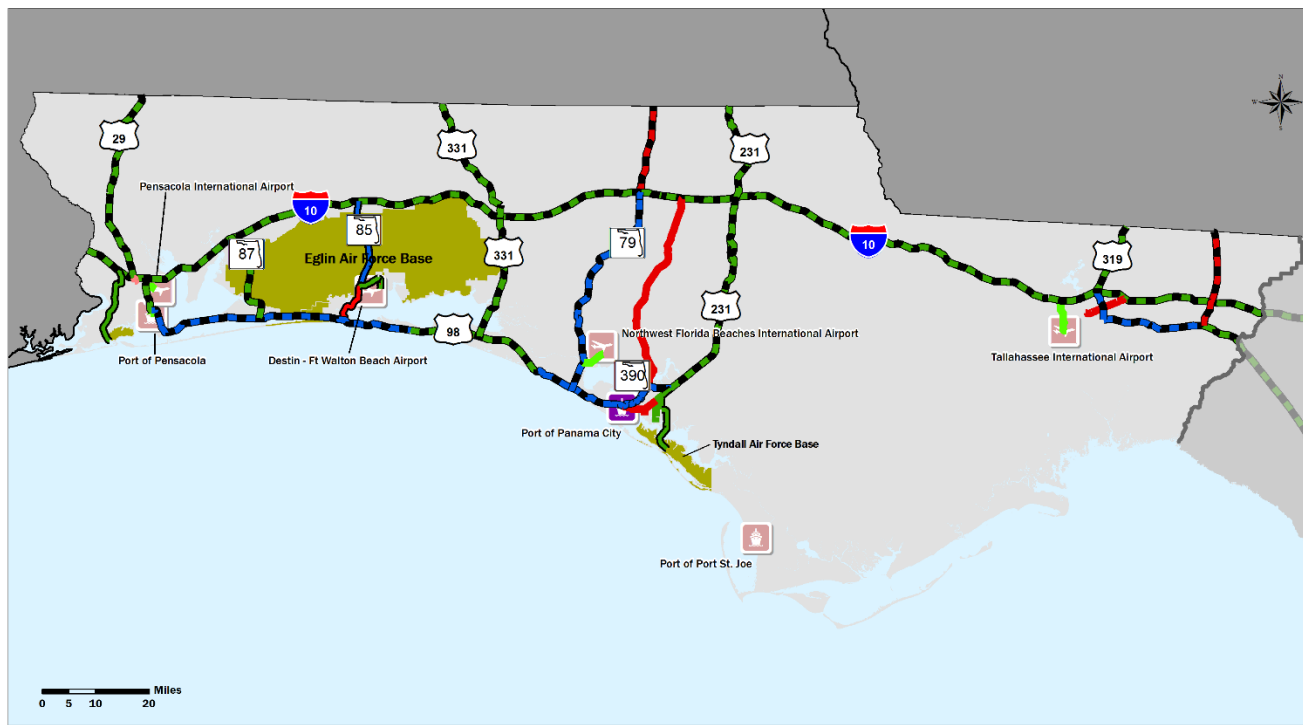 N
W
E
S
29
331
231
Pensacola International Airport
10
85
79
87
Eglin Air Force Base
331
10
319
231
98
Northwest Florida Beaches International Airport
Port of Pensacola
Destin - Ft Walton Beach Airport
Tallahassee International Airport
390
Port of Panama City
Tyndall Air Force Base
Port of Port St. Joe
Miles
0 5 10 20